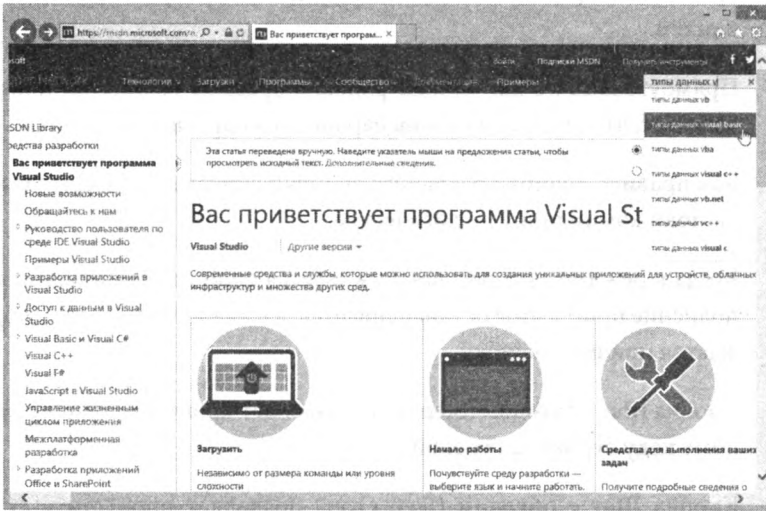 https://msdn.microsoft.com/
Вас приветствует програм... ×
soft
Войти Подписки MSDN Получить инструменты
Технологии Загрузки Программы Сообщество Документация Примеры
типы данных v ×
типы данных vb
типы данных visual basic
типы данных vba
типы данных visual c++
типы данных vb.net
типы данных vc++
типы данных visual c
SDN Library
редства разработки
Вас приветствует программа
Visual Studio
Новые возможности
Обращайтесь к нам
Руководство пользователя по
среде IDE Visual Studio
Примеры Visual Studio
Разработка приложений в
Visual Studio
Доступ к данным в Visual
Studio
Visual Basic и Visual C#
Visual C++
Visual F#
JavaScript в Visual Studio
Управление жизненным
циклом приложения
Межплатформенная
разработка
Разработка приложений
Office и SharePoint
Эта статья переведена вручную. Наведите указатель мыши на предложения статьи, чтобы
просмотреть исходный текст. Дополнительные сведения.
Вас приветствует программа Visual St
Visual Studio Другие версии
Современные средства и службы, которые можно использовать для создания уникальных приложений для устройств, облачных
инфраструктур и множества других сред.
Загрузить
Независимо от размера команды или уровня
сложности
Начало работы
Почувствуйте среду разработки —
выберите язык и начните работать.
Средства для выполнения ваших
задач
Получите подробные сведения о